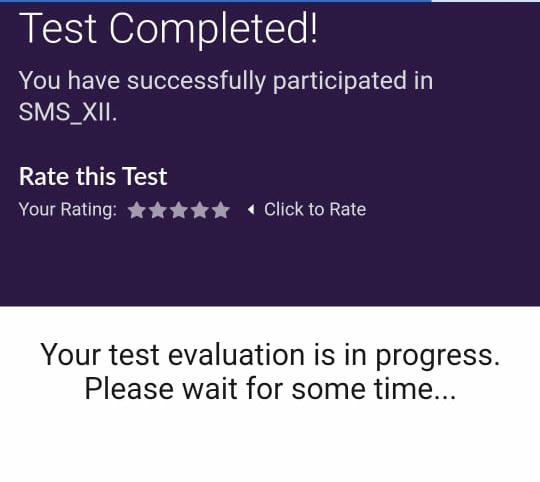 Test Completed!
You have successfully participated in
SMS_XII.
Rate this Test
Your Rating: Click to Rate
Your test evaluation is in progress.
Please wait for some time...